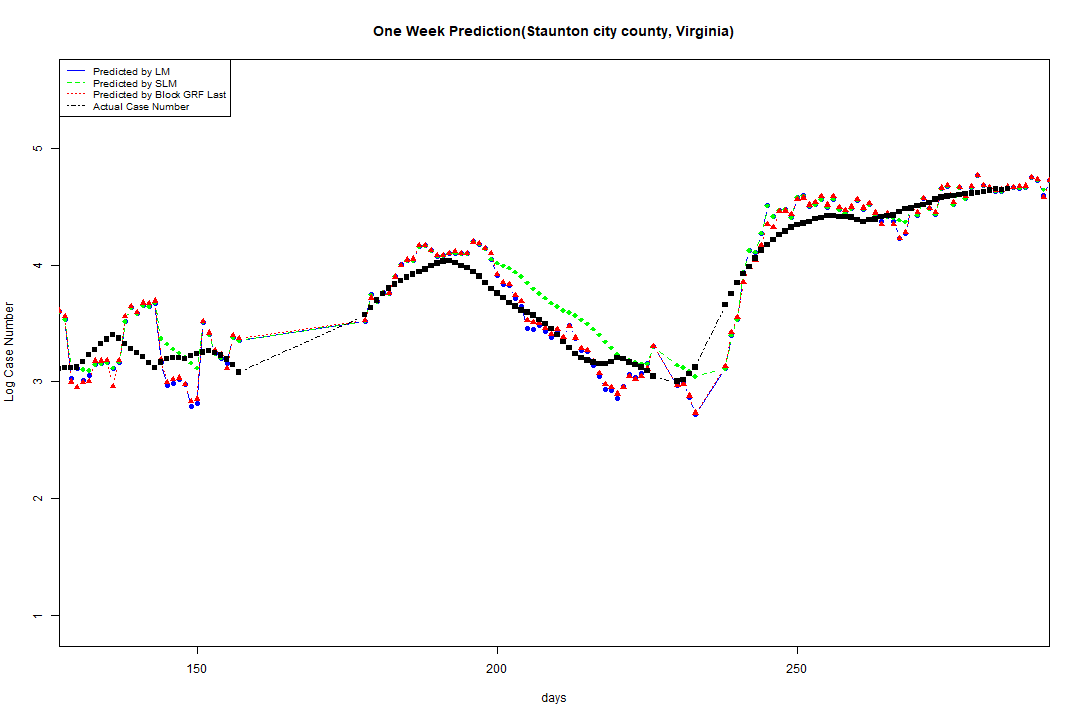 One Week Prediction(Staunton city county, Virginia)
Predicted by LM
Predicted by SLM
Predicted by Block GRF Last
Actual Case Number
5
4
3
2
1
Log Case Number
150 200 250
days